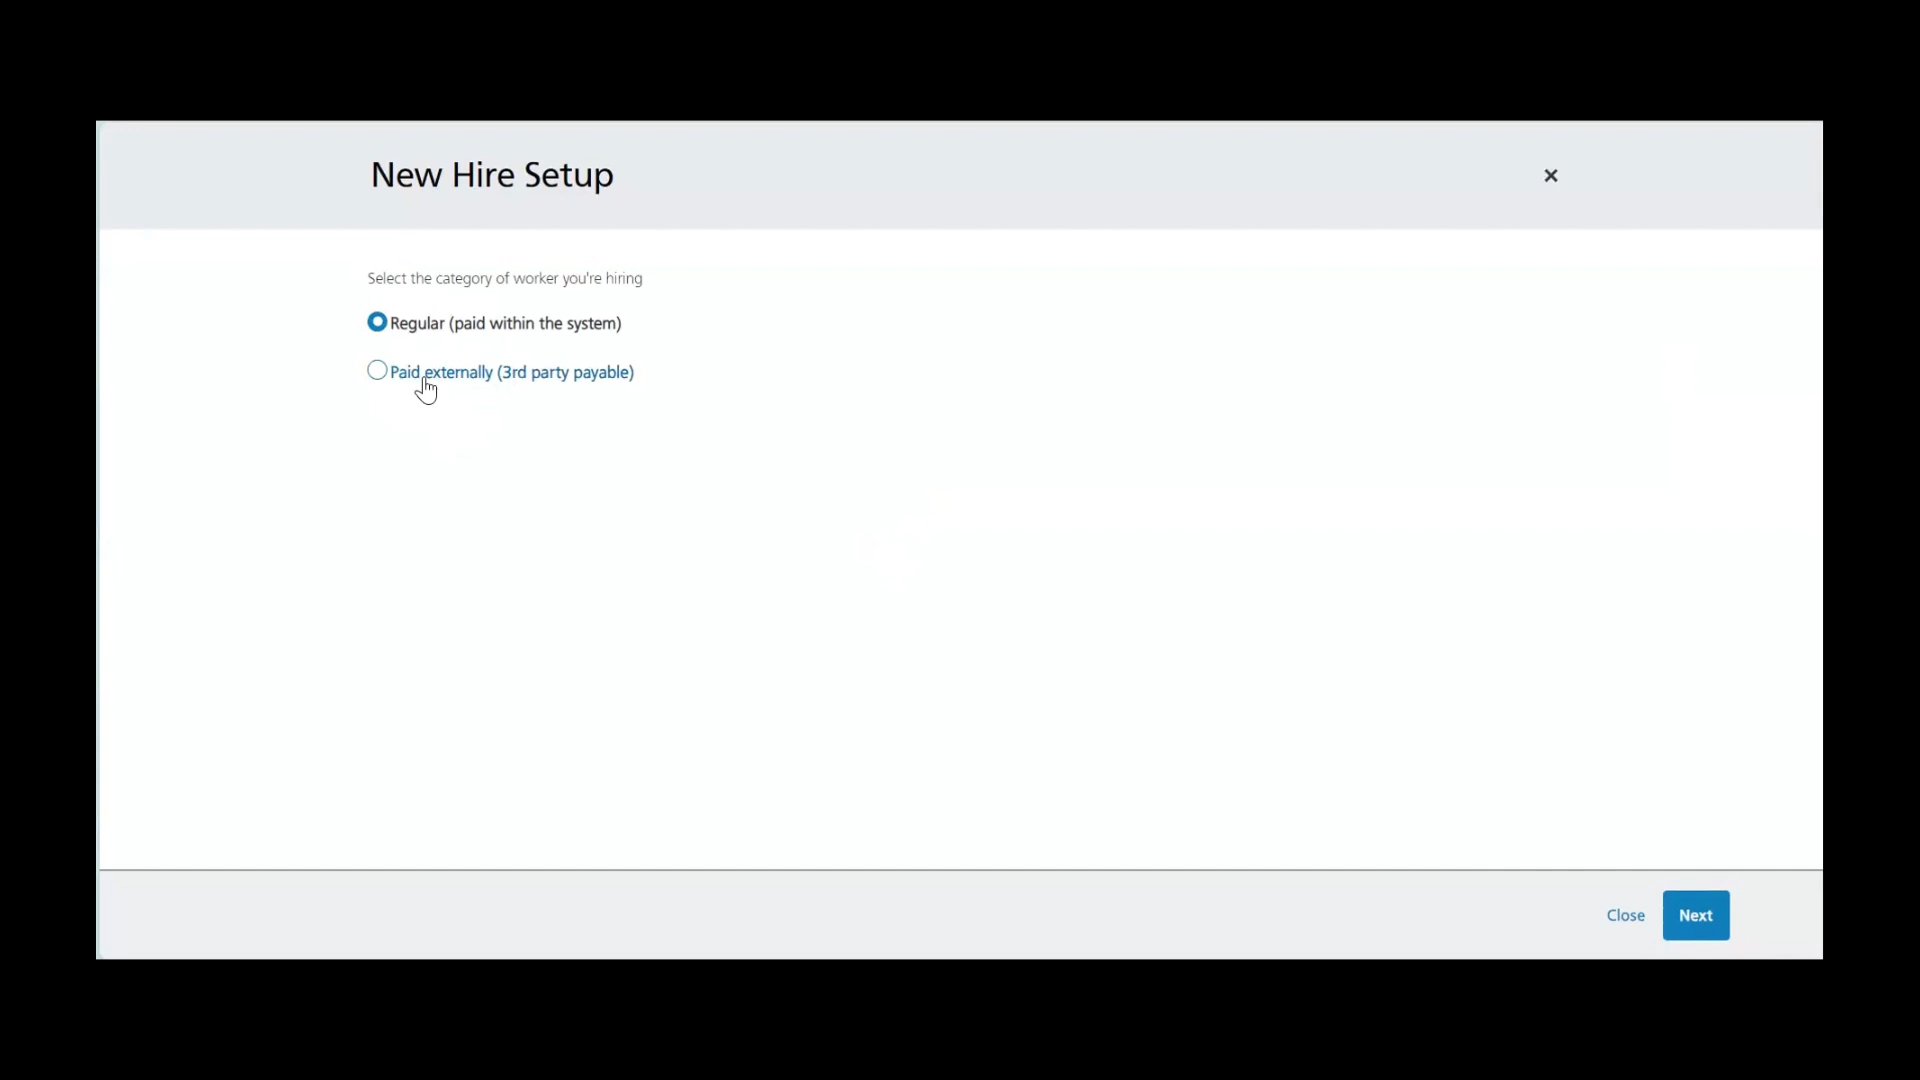 New Hire Setup
×
Select the category of worker you're hiring
Regular (paid within the system)
Paid externally (3rd party payable)
Close
Next